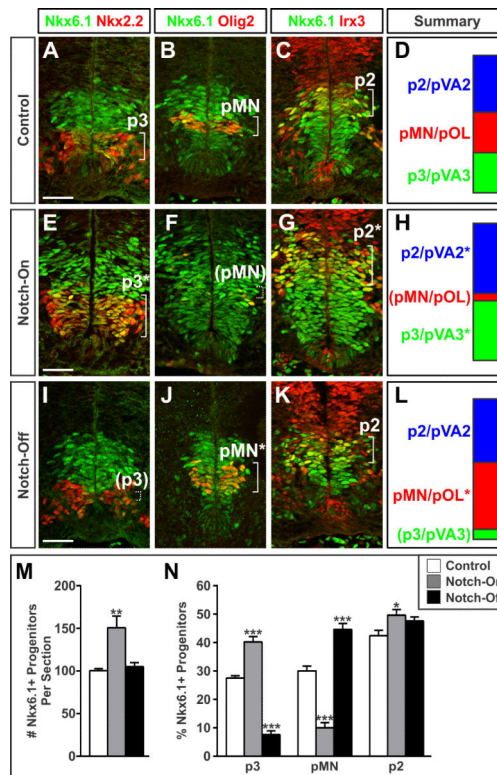 Nkx6.1 Nkx2.2 Nkx6.1 Olig2 Nkx6.1 Irx3 Summary
Control
A p3
B pMN
C p2
D
p2/pVA2
pMN/pOL
p3/pVA3
Notch-On
E p3*
F (pMN)
G p2*
H
p2/pVA2*
(pMN/pOL)
p3/pVA3*
Notch-Off
I (p3)
J pMN*
K p2
L
p2/pVA2
pMN/pOL*
(p3/pVA3)
M
# Nkx6.1+ Progenitors
Per Section
200
150
100
50
0
**
N
% Nkx6.1+ Progenitors
60
50
40
30
20
10
0
*** *** *** *** *
p3 pMN p2
Control
Notch-On